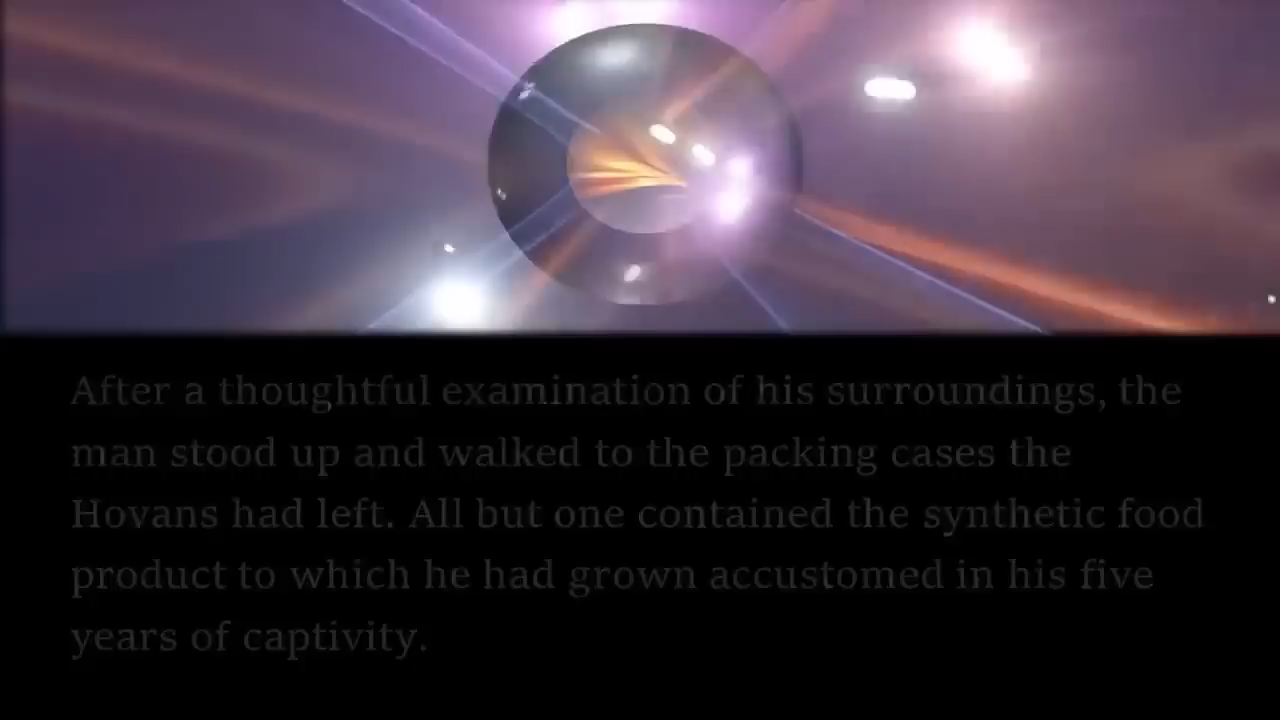 After a thoughtful examination of his surroundings, the
man stood up and walked to the packing cases the
Hovans had left. All but one contained the synthetic food
product to which he had grown accustomed in his five
years of captivity.